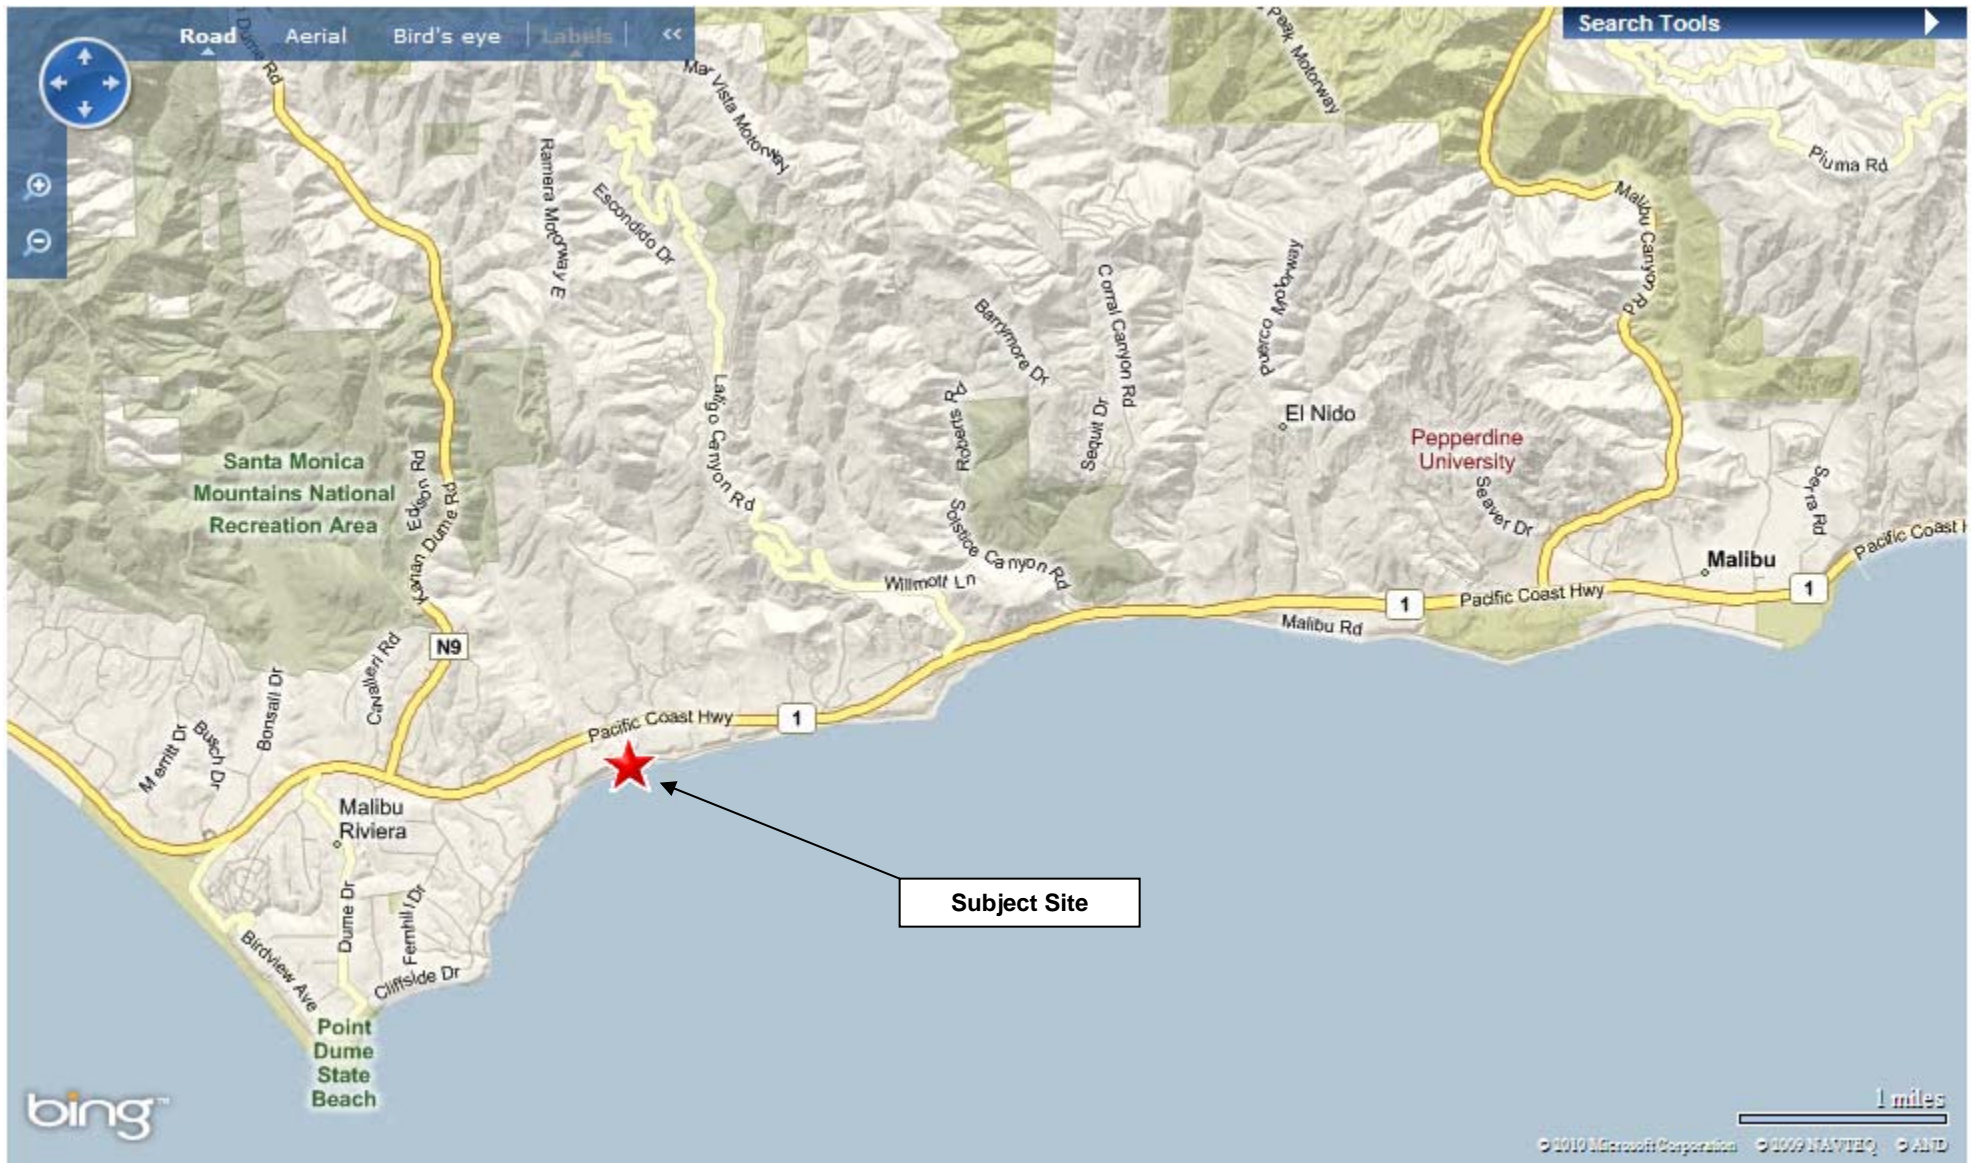 Road
Aerial
Bird's eye
Labels
<<
Search Tools
Dume Rd
Mar Vista Motorway
Peak Motorway
Piuma Rd
Ramera Motorway E
Escondido Dr
Malibu Canyon Rd
Corral Canyon Rd
Puerco Motorway
Barrymore Dr
Latigo Canyon Rd
Roberts Rd
Sequit Dr
El Nido
Pepperdine
University
Seaver Dr
Serra Rd
Santa Monica
Mountains National
Recreation Area
Edison Rd
Kanan Dume Rd
Solstice Canyon Rd
Willmott Ln
Pacific Coast H
Malibu
1
Pacific Coast Hwy
1
Malibu Rd
N9
Cavalleri Rd
Bonsall Dr
Busch Dr
Merritt Dr
Pacific Coast Hwy
1
Malibu
Riviera
Subject Site
Dume Dr
Fernhill Dr
Birdview Ave
Cliffside Dr
Point
Dume
State
Beach
bing™
1 miles
© 2010 Microsoft Corporation © 2009 NAVTEQ © AND